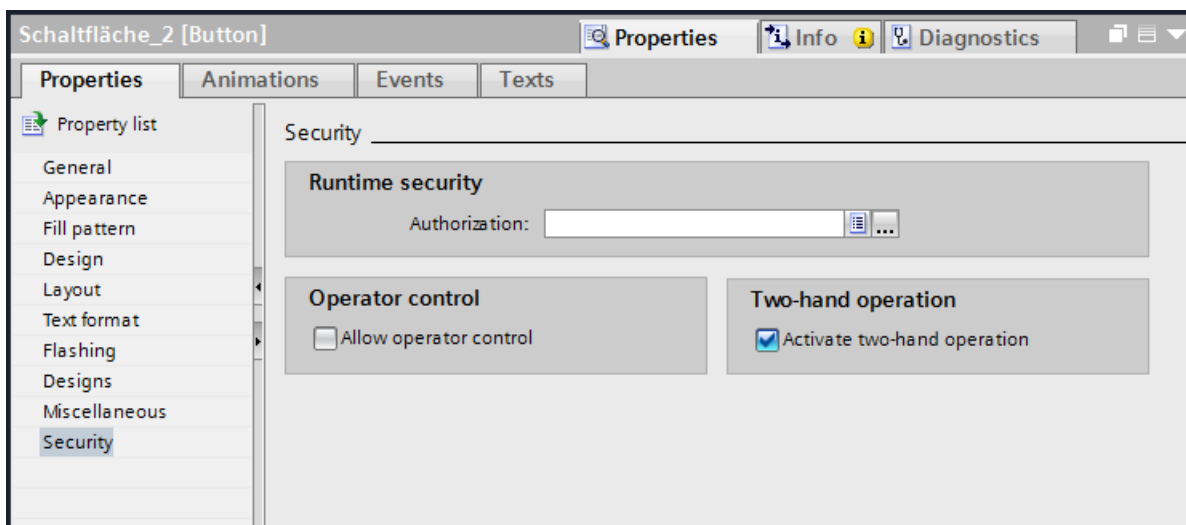 Schaltfläche_2 [Button]
Properties
Info
Diagnostics
Properties
Animations
Events
Texts
Property list
General
Appearance
Fill pattern
Design
Layout
Text format
Flashing
Designs
Miscellaneous
Security
Security
Runtime security
Authorization:
...
Operator control
Allow operator control
Two-hand operation
Activate two-hand operation